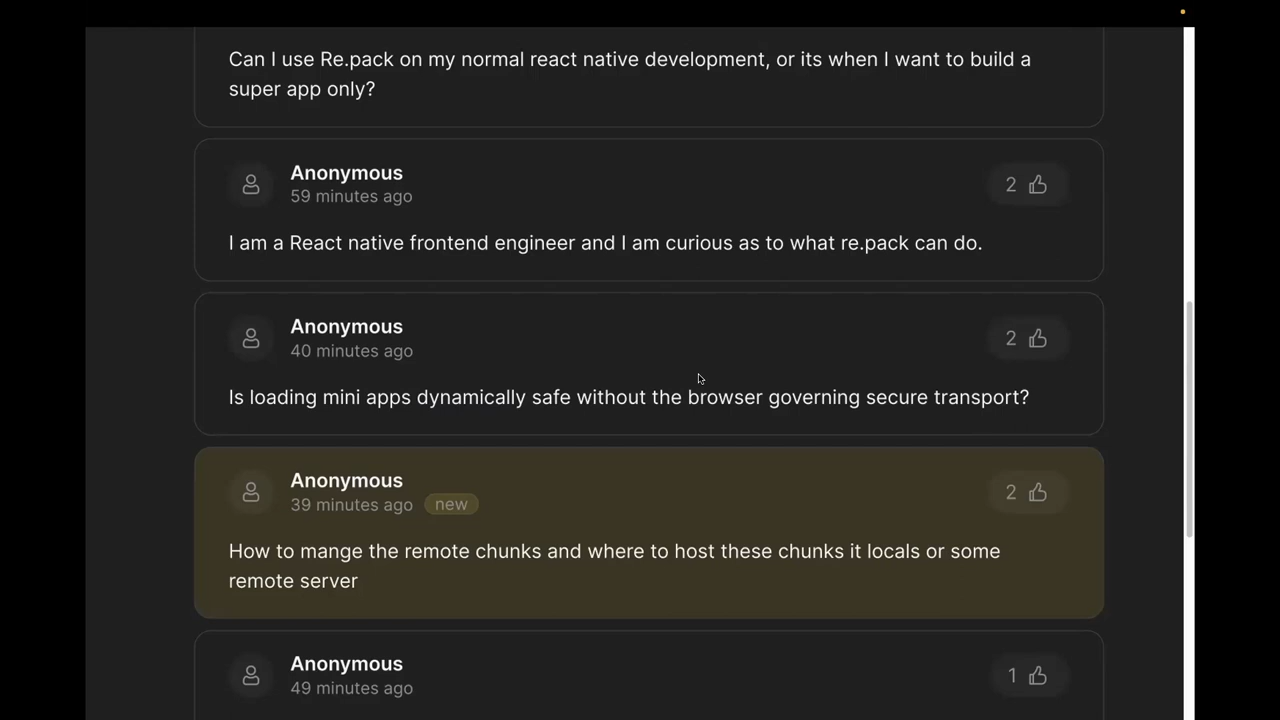 Can I use Re.pack on my normal react native development, or its when I want to build a
super app only?
Anonymous
59 minutes ago
2
I am a React native frontend engineer and I am curious as to what re.pack can do.
Anonymous
40 minutes ago
2
Is loading mini apps dynamically safe without the browser governing secure transport?
Anonymous
39 minutes ago new
2
How to mange the remote chunks and where to host these chunks it locals or some
remote server
Anonymous
49 minutes ago
1